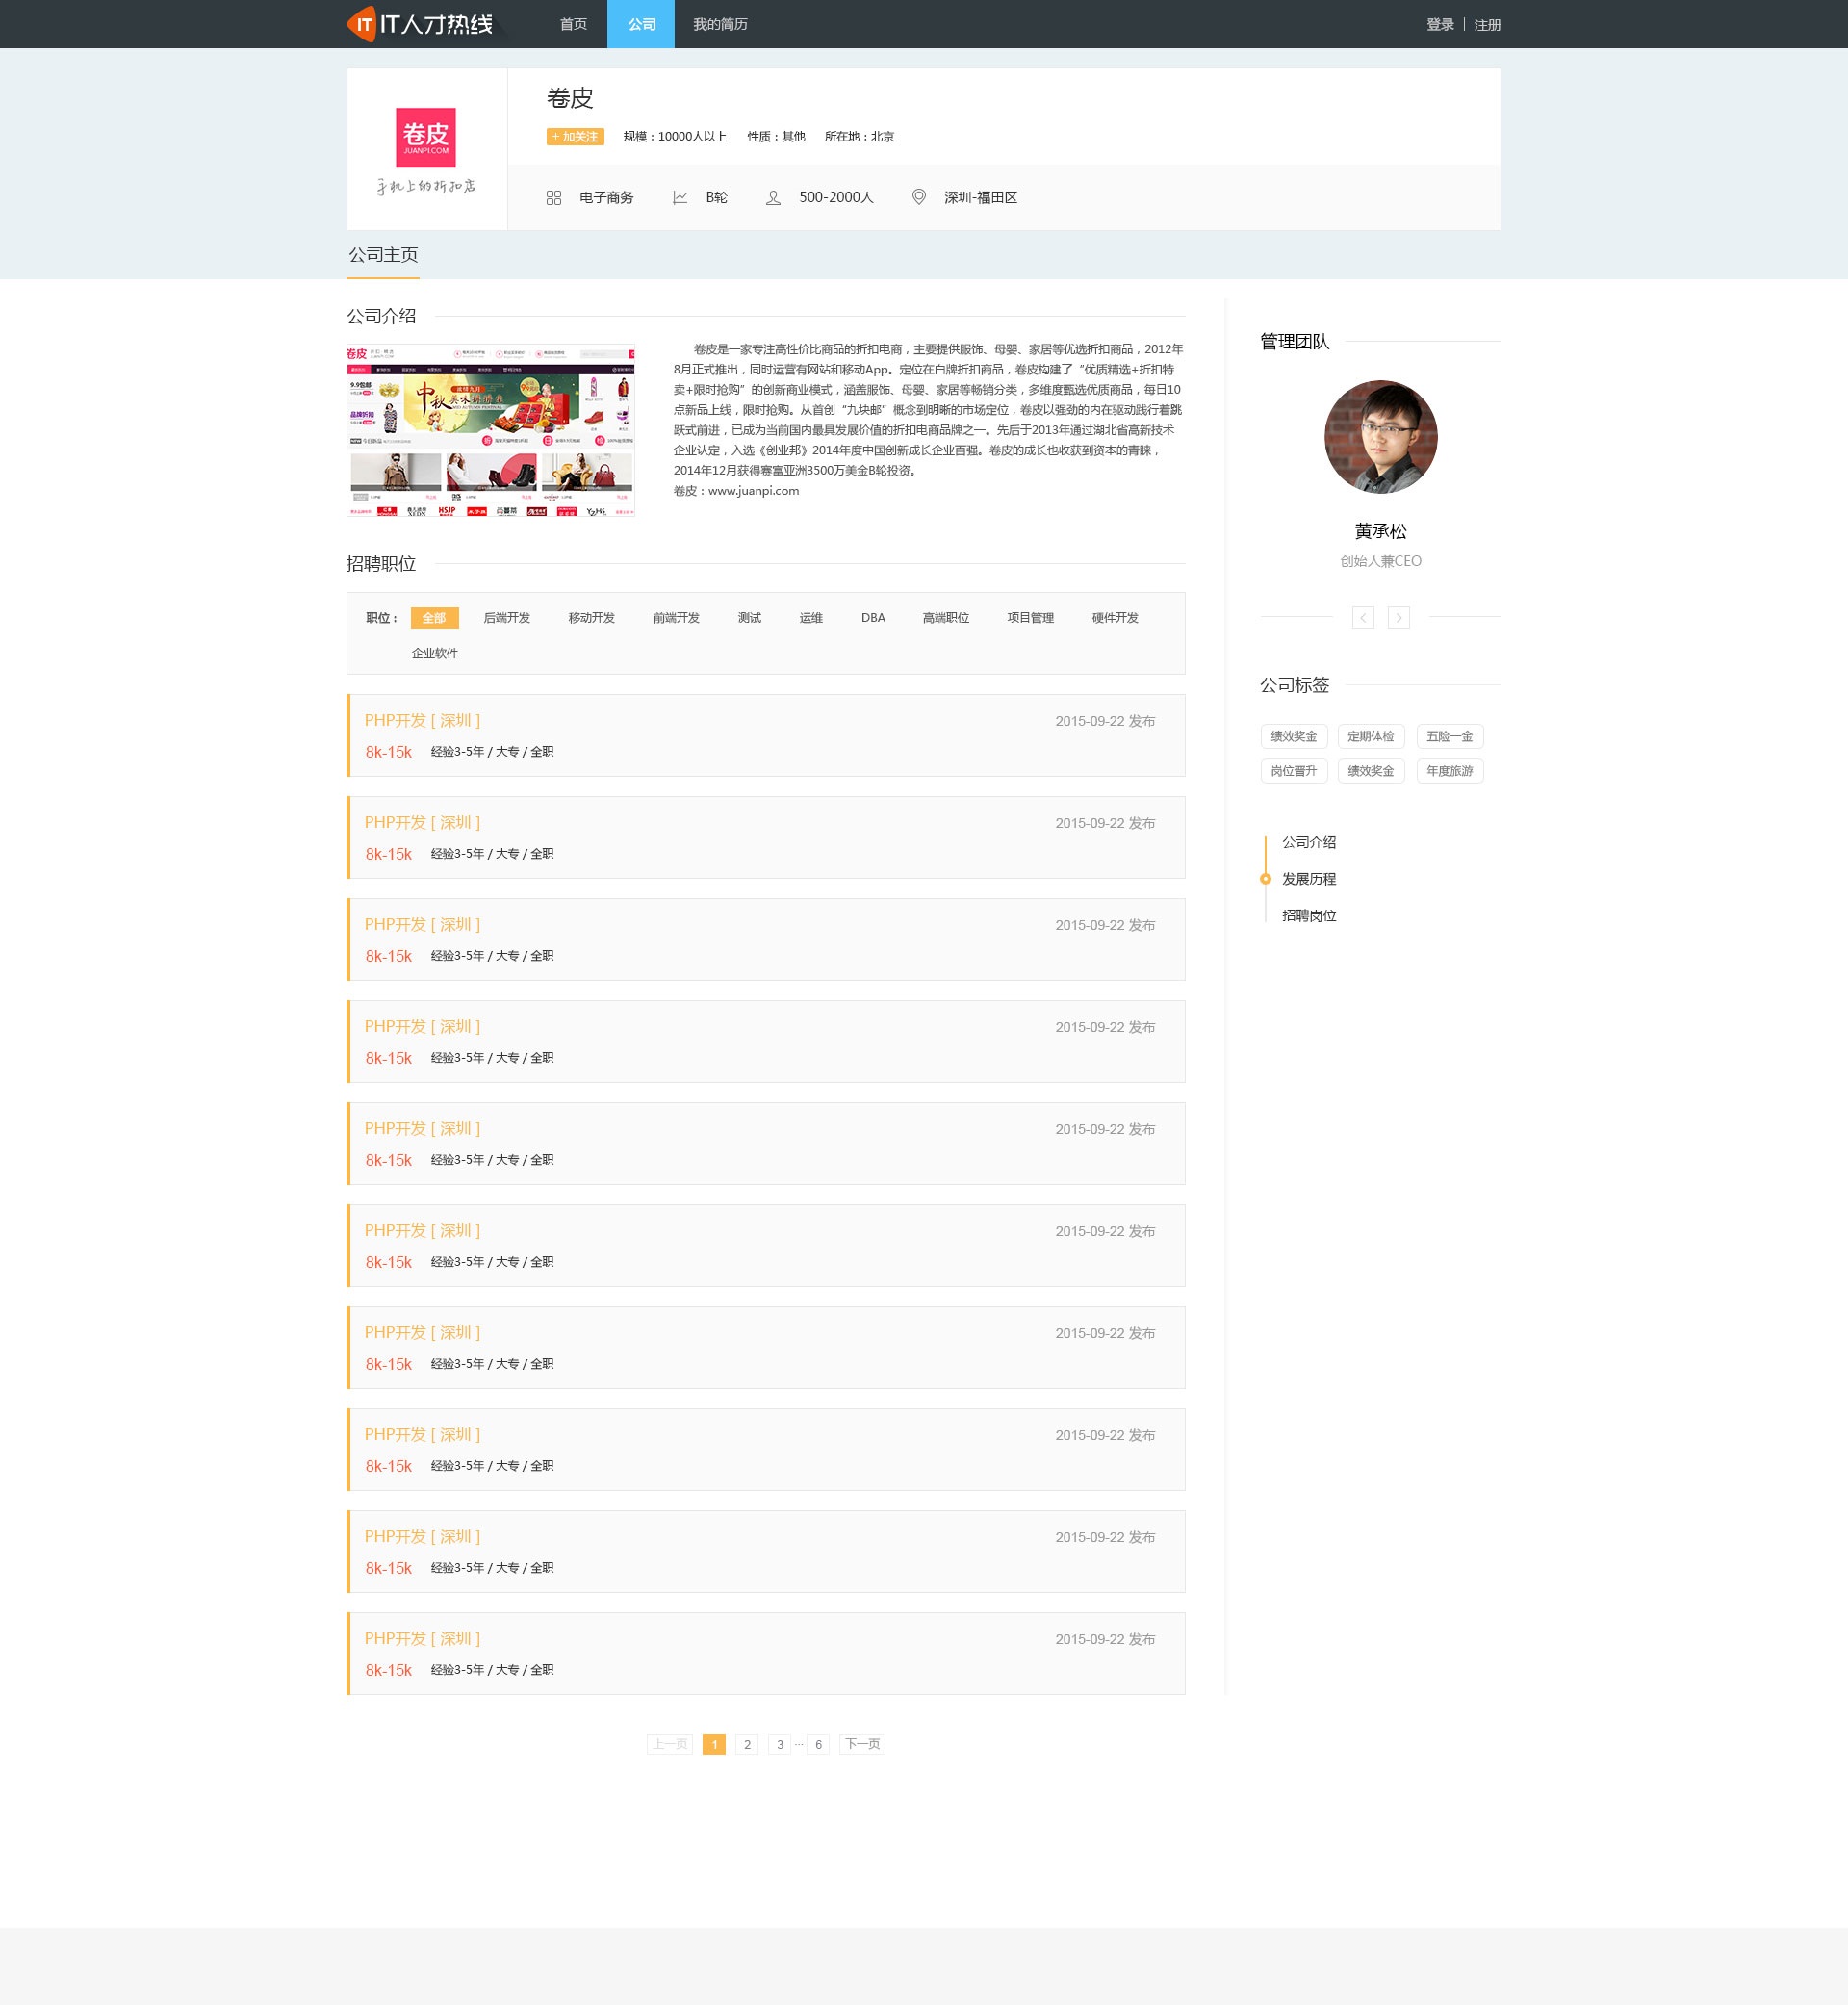 IT IT人才热线
首页 公司 我的简历
登录 | 注册
卷皮
JUANPI.COM
手机上的折扣店
卷皮
+ 加关注 规模：10000人以上 性质：其他 所在地：北京
电子商务 B轮 500-2000人 深圳-福田区
公司主页
公司介绍
卷皮
9.9包邮
品牌折扣
中秋美味
MID AUTUMN FESTIVAL
HSJP
卷皮是一家专注高性价比商品的折扣电商，主要提供服饰、母婴、家居等优选折扣商品，2012年
8月正式推出，同时运营有网站和移动App。定位在白牌折扣商品，卷皮构建了“优质精选+折扣特
卖+限时抢购”的创新商业模式，涵盖服饰、母婴、家居等畅销分类，多维度甄选优质商品，每日10
点新品上线，限时抢购。从首创“九块邮”概念到明晰的市场定位，卷皮以强劲的内在驱动践行着跳
跃式前进，已成为当前国内最具发展价值的折扣电商品牌之一。先后于2013年通过湖北省高新技术
企业认定，入选《创业邦》2014年度中国创新成长企业百强。卷皮的成长也收获到资本的青睐，
2014年12月获得赛富亚洲3500万美金B轮投资。
卷皮：www.juanpi.com
招聘职位
职位： 全部 后端开发 移动开发 前端开发 测试 运维 DBA 高端职位 项目管理 硬件开发
企业软件
PHP开发 [ 深圳 ] 2015-09-22 发布
8k-15k 经验3-5年 / 大专 / 全职
PHP开发 [ 深圳 ] 2015-09-22 发布
8k-15k 经验3-5年 / 大专 / 全职
PHP开发 [ 深圳 ] 2015-09-22 发布
8k-15k 经验3-5年 / 大专 / 全职
PHP开发 [ 深圳 ] 2015-09-22 发布
8k-15k 经验3-5年 / 大专 / 全职
PHP开发 [ 深圳 ] 2015-09-22 发布
8k-15k 经验3-5年 / 大专 / 全职
PHP开发 [ 深圳 ] 2015-09-22 发布
8k-15k 经验3-5年 / 大专 / 全职
PHP开发 [ 深圳 ] 2015-09-22 发布
8k-15k 经验3-5年 / 大专 / 全职
PHP开发 [ 深圳 ] 2015-09-22 发布
8k-15k 经验3-5年 / 大专 / 全职
PHP开发 [ 深圳 ] 2015-09-22 发布
8k-15k 经验3-5年 / 大专 / 全职
PHP开发 [ 深圳 ] 2015-09-22 发布
8k-15k 经验3-5年 / 大专 / 全职
上一页 1 2 3 ... 6 下一页
管理团队
黄承松
创始人兼CEO
< >
公司标签
绩效奖金 定期体检 五险一金
岗位晋升 绩效奖金 年度旅游
公司介绍
发展历程
招聘岗位